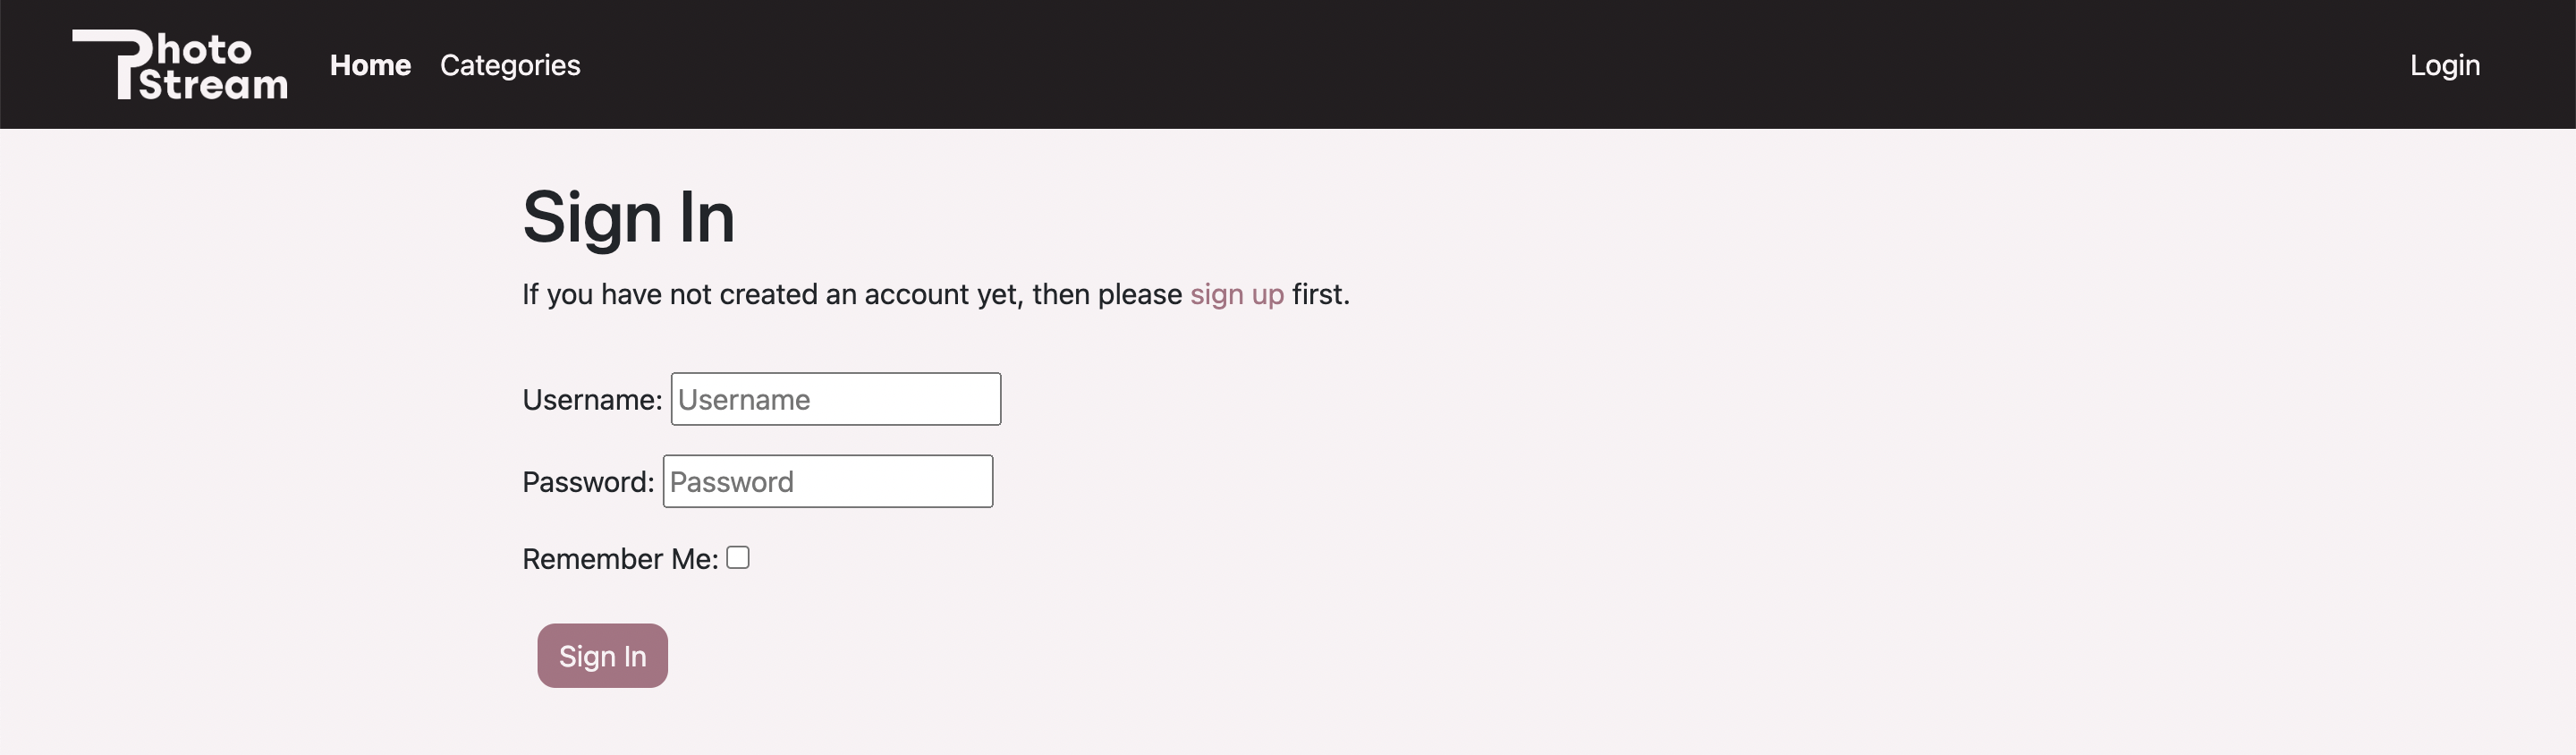 Photo
Stream
Home
Categories
Login
Sign In
If you have not created an account yet, then please sign up first.
Username: Username
Password: Password
Remember Me:
Sign In